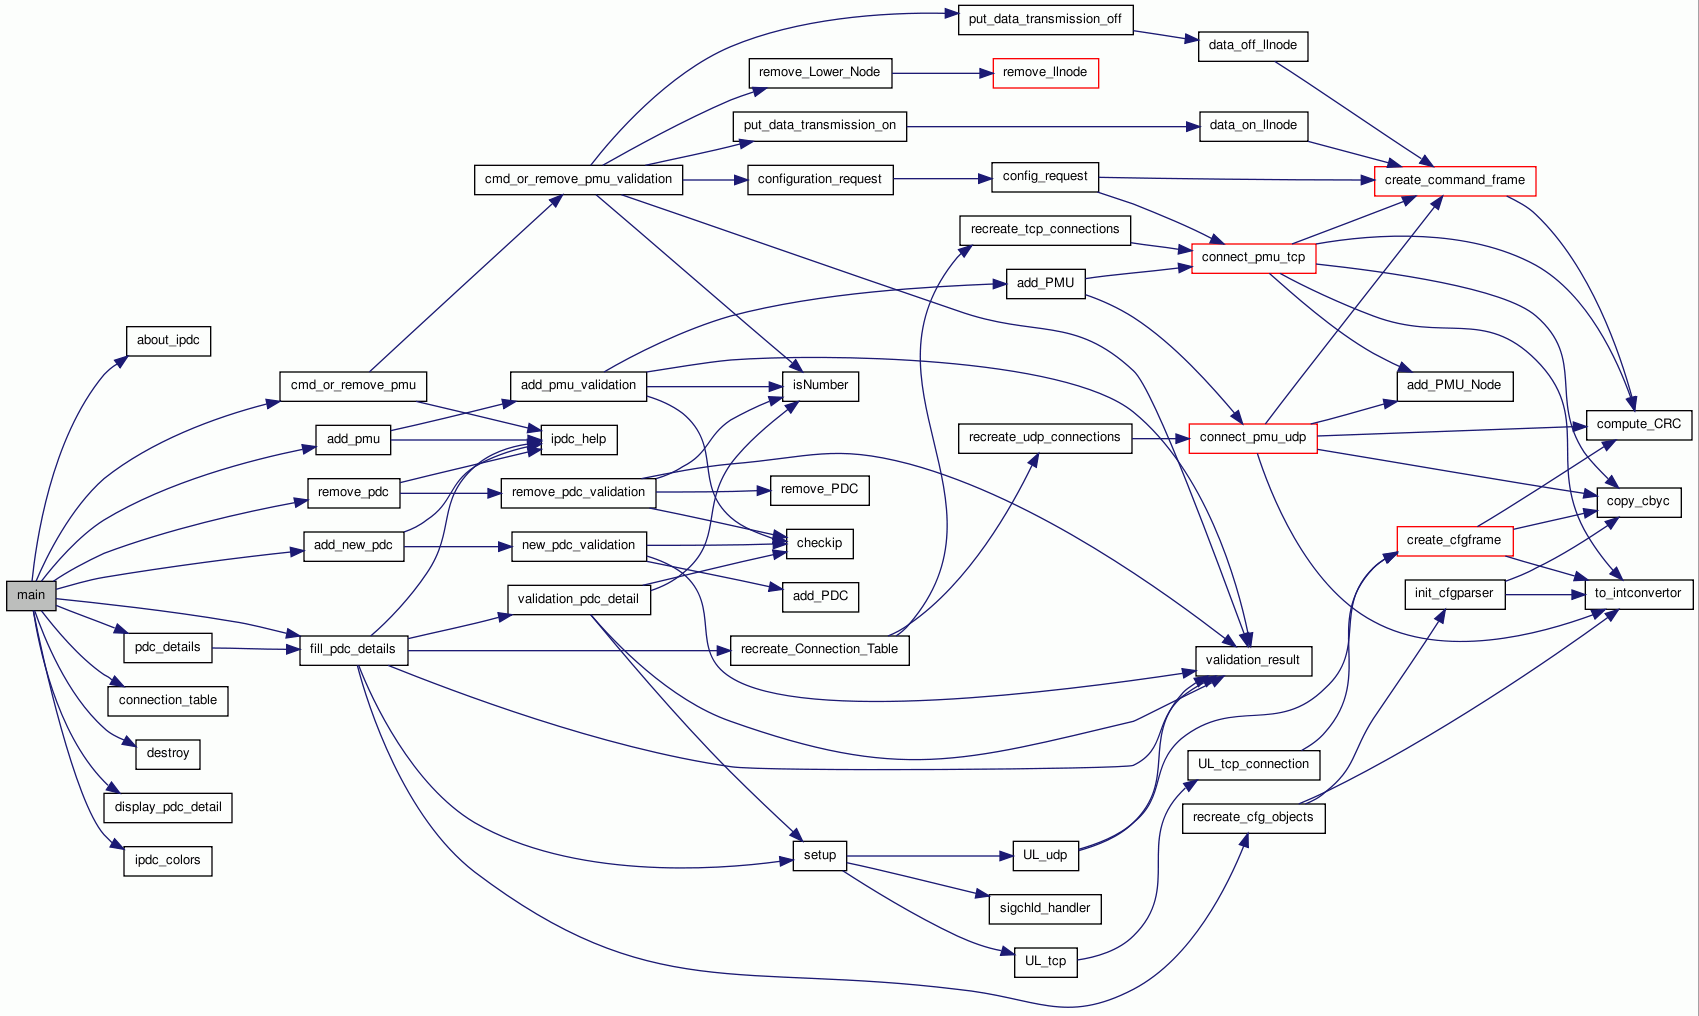 put_data_transmission_off
data_off_llnode
remove_Lower_Node
remove_llnode
put_data_transmission_on
data_on_llnode
cmd_or_remove_pmu_validation
configuration_request
config_request
create_command_frame
recreate_tcp_connections
connect_pmu_tcp
add_PMU
about_ipdc
cmd_or_remove_pmu
add_pmu_validation
isNumber
add_PMU_Node
compute_CRC
add_pmu
ipdc_help
recreate_udp_connections
connect_pmu_udp
remove_pdc
remove_pdc_validation
remove_PDC
copy_cbyc
add_new_pdc
new_pdc_validation
checkip
create_cfgframe
main
validation_pdc_detail
add_PDC
init_cfgparser
to_intconvertor
pdc_details
fill_pdc_details
recreate_Connection_Table
validation_result
connection_table
destroy
UL_tcp_connection
display_pdc_detail
recreate_cfg_objects
ipdc_colors
setup
UL_udp
sigchld_handler
UL_tcp